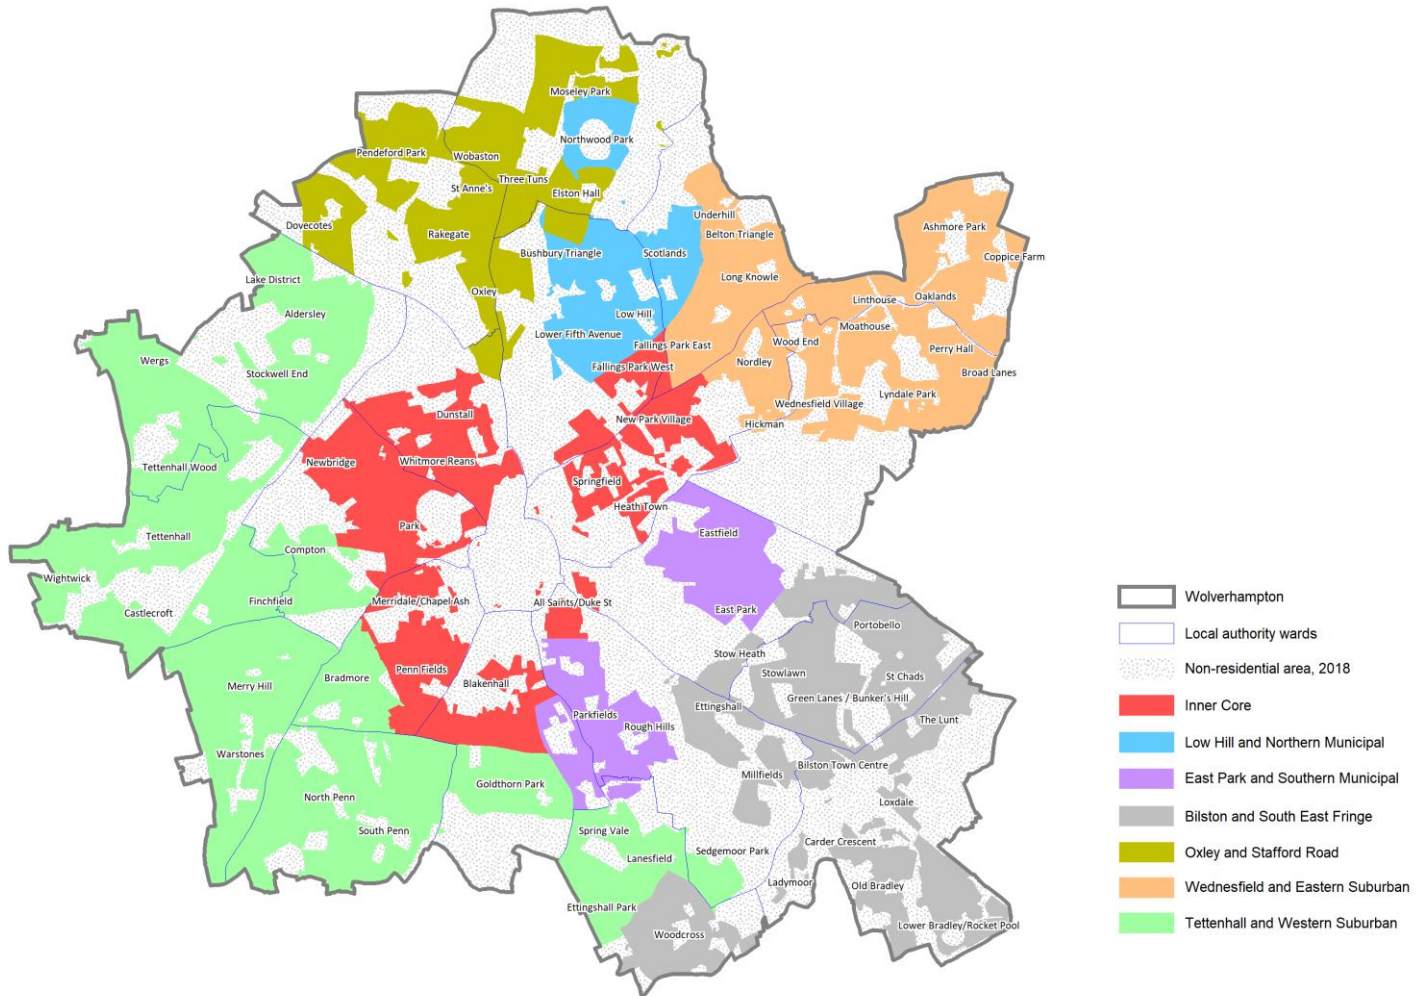 Moseley Park
Northwood Park
Pendeford Park
Wobaston
Three Tuns
St Anne's
Elston Hall
Underhill
Dovecotes
Rakegate
Belton Triangle
Ashmore Park
Bushbury Triangle
Scotlands
Coppice Farm
Lake District
Long Knowle
Oxley
Linthouse
Oaklands
Aldersley
Low Hill
Moathouse
Lower Fifth Avenue
Wood End
Fallings Park East
Perry Hall
Wergs
Nordley
Fallings Park West
Stockwell End
Broad Lanes
Lyndale Park
Wednesfield Village
Dunstall
New Park Village
Hickman
Newbridge
Whitmore Reans
Tettenhall Wood
Springfield
Heath Town
Park
Eastfield
Tettenhall
Compton
Wightwick
Finchfield
Merridale/Chapel Ash
All Saints/Duke St
East Park
Castlecroft
Portobello
Stow Heath
Penn Fields
Stowlawn
St Chads
Bradmore
Blakenhall
Merry Hill
Green Lanes / Bunker's Hill
Ettingshall
Parkfields
The Lunt
Rough Hills
Warstones
Bilston Town Centre
Millfields
Goldthorn Park
North Penn
Loxdale
South Penn
Spring Vale
Carder Crescent
Sedgemoor Park
Lanesfield
Ladymoor
Old Bradley
Ettingshall Park
Lower Bradley/Rocket Pool
Woodcross
Wolverhampton
Local authority wards
Non-residential area, 2018
Inner Core
Low Hill and Northern Municipal
East Park and Southern Municipal
Bilston and South East Fringe
Oxley and Stafford Road
Wednesfield and Eastern Suburban
Tettenhall and Western Suburban